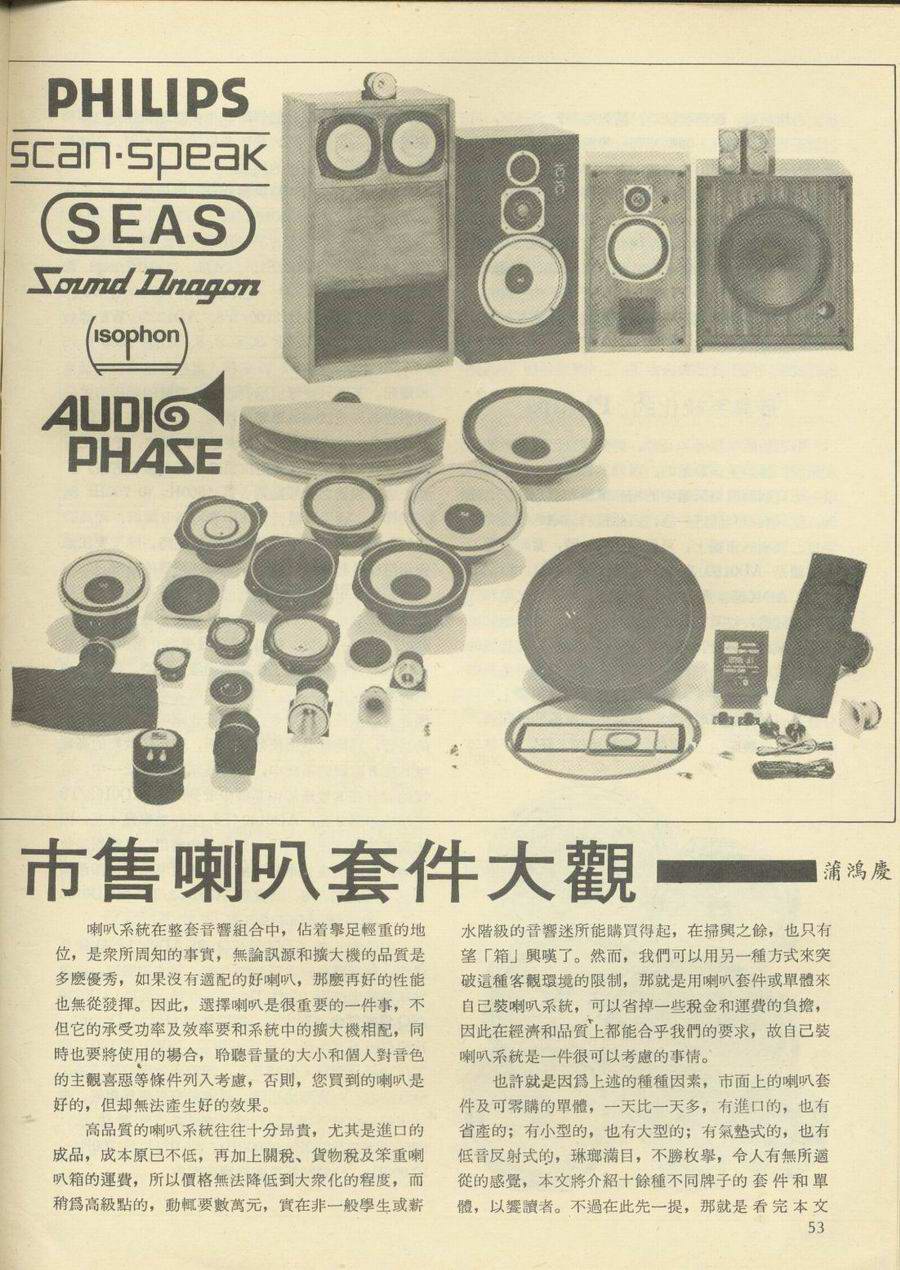 PHILIPS
scan·speak
SEAS
Sound Dragon
isophon
AUDIO
PHASE
市售喇叭套件大觀
蒲鴻慶
喇叭系統在整套音響組合中，佔着舉足輕重的地
位，是衆所周知的事實，無論訊源和擴大機的品質是
多麼優秀，如果沒有適配的好喇叭，那麼再好的性能
也無從發揮。因此，選擇喇叭是很重要的一件事，不
但它的承受功率及效率要和系統中的擴大機相配，同
時也要將使用的場合，聆聽音量的大小和個人對音色
的主觀喜惡等條件列入考慮，否則，您買到的喇叭是
好的，但却無法產生好的效果。
高品質的喇叭系統往往十分昂貴，尤其是進口的
成品，成本原已不低，再加上關稅、貨物稅及笨重喇
叭箱的運費，所以價格無法降低到大衆化的程度，而
稍爲高級點的，動輒要數萬元，實在非一般學生或薪
水階級的音響迷所能購買得起，在掃興之餘，也只有
望「箱」興嘆了。然而，我們可以用另一種方式來突
破這種客觀環境的限制，那就是用喇叭套件或單體來
自己裝喇叭系統，可以省掉一些稅金和運費的負擔，
因此在經濟和品質上都能合乎我們的要求，故自己裝
喇叭系統是一件很可以考慮的事情。
也許就是因爲上述的種種因素，市面上的喇叭套
件及可零購的單體，一天比一天多，有進口的，也有
省產的；有小型的，也有大型的；有氣墊式的，也有
低音反射式的，琳瑯滿目，不勝枚擧，令人有無所適
從的感覺，本文將介紹十餘種不同牌子的套件和單
體，以饗讀者。不過在此先一提，那就是看完本文
53